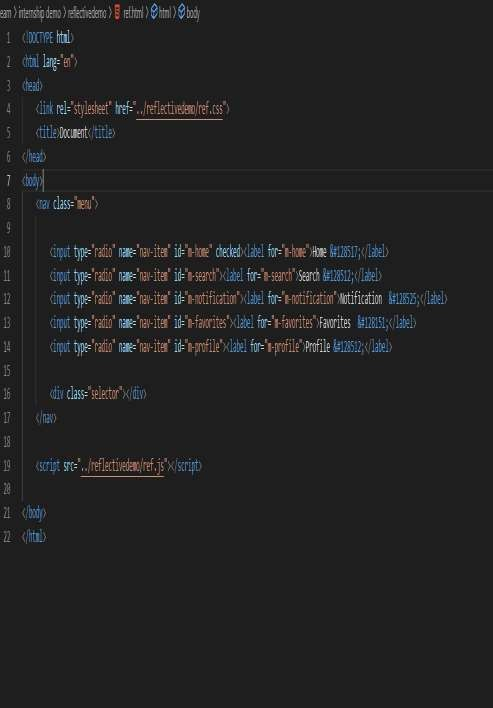 eam > internship demo > reflectivedemo > ref.html > html > body
1 <!DOCTYPE html>
2 <html lang="en">
3 <head>
4 <link rel="stylesheet" href="../reflectivedemo/ref.css">
5 <title>Document</title>
6 </head>
7 <body>
8 <nav class="menu">
9
10 <input type="radio" name="nav-item" id="m-home" checked><label for="m-home">Home &#128517;</label>
11 <input type="radio" name="nav-item" id="m-search"><label for="m-search">Search &#128512;</label>
12 <input type="radio" name="nav-item" id="m-notification"><label for="m-notification">Notification  &#128525;</label>
13 <input type="radio" name="nav-item" id="m-favorites"><label for="m-favorites">Favorites  &#128151;</label>
14 <input type="radio" name="nav-item" id="m-profile"><label for="m-profile">Profile &#128512;</label>
15
16 <div class="selector"></div>
17 </nav>
18
19 <script src="../reflectivedemo/ref.js"></script>
20
21 </body>
22 </html>